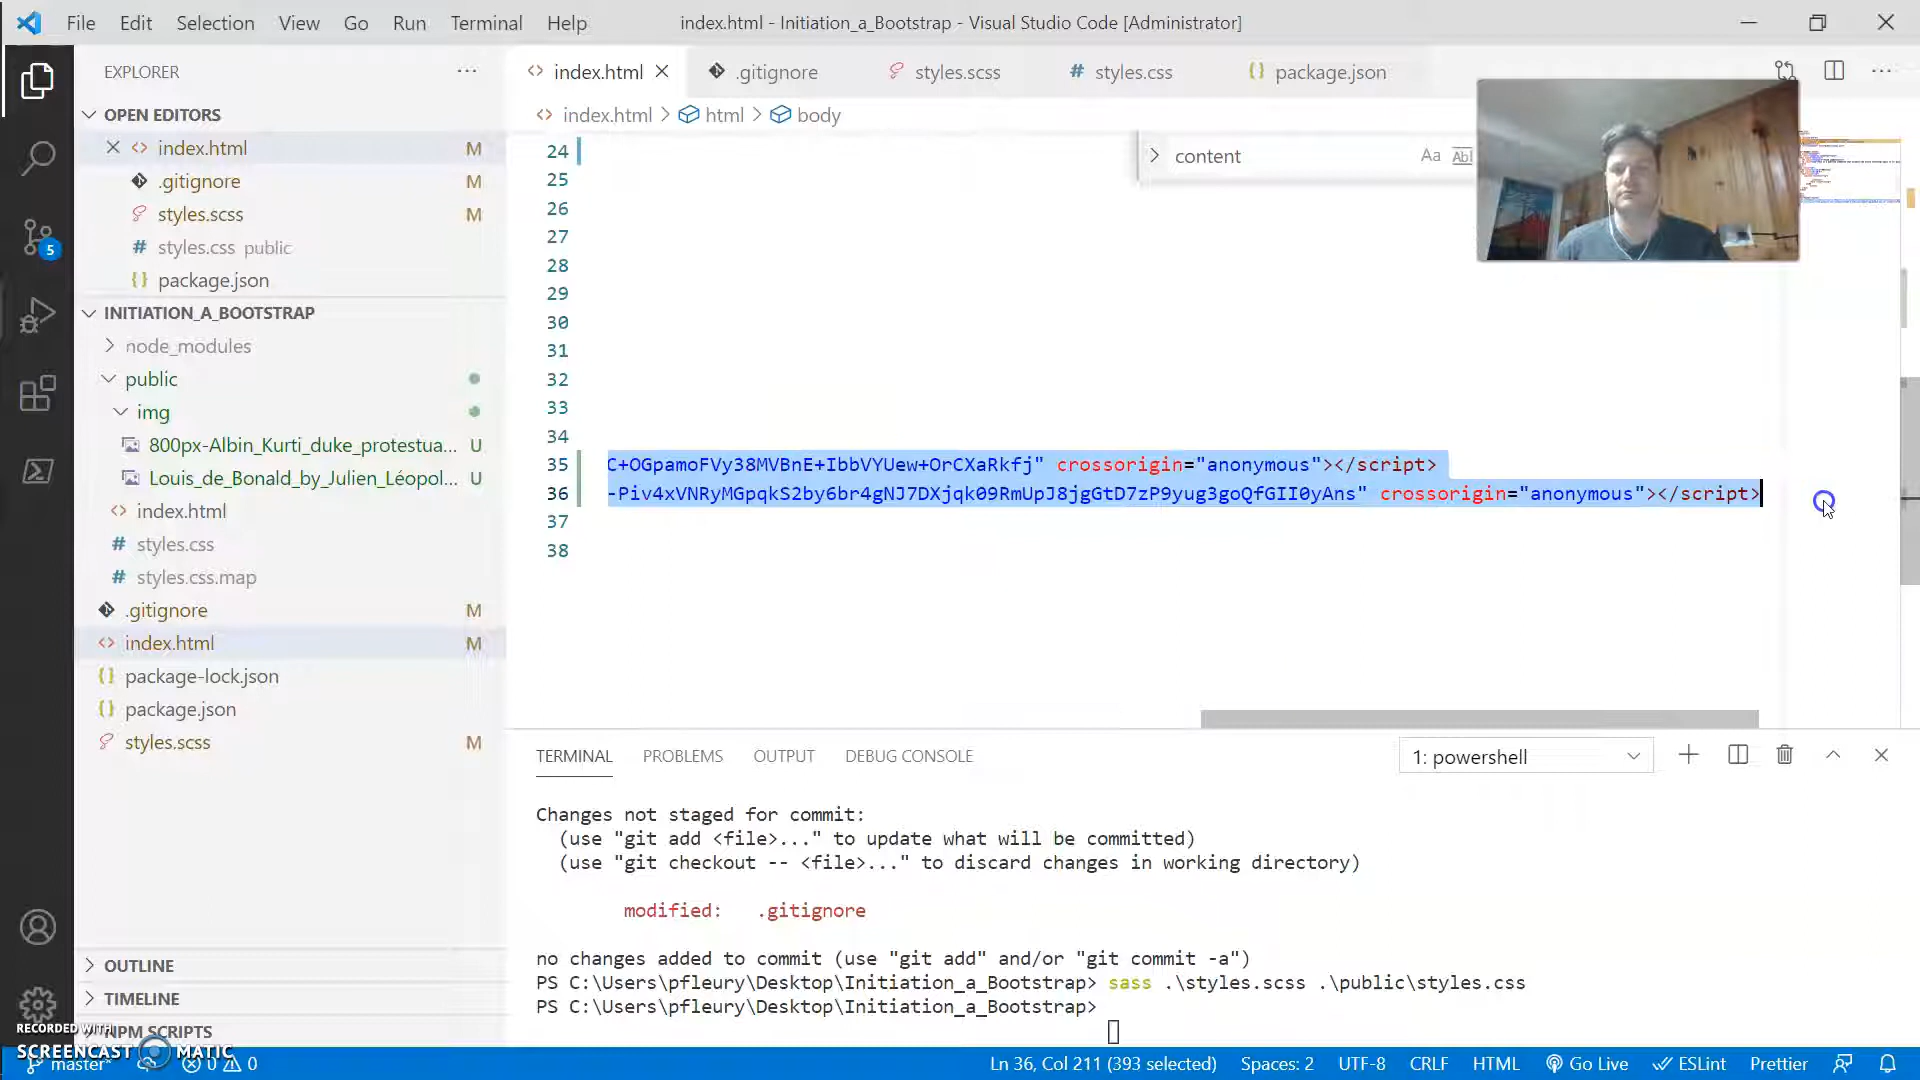 File Edit Selection View Go Run Terminal Help index.html - Initiation_a_Bootstrap - Visual Studio Code [Administrator]
EXPLORER
index.html
.gitignore
styles.scss
styles.css
package.json
OPEN EDITORS
index.html M
.gitignore M
styles.scss M
styles.css public
package.json
INITIATION_A_BOOTSTRAP
node_modules
public
img
800px-Albin_Kurti_duke_protestua... U
Louis_de_Bonald_by_Julien_Léopol... U
index.html
styles.css
styles.css.map
.gitignore M
index.html M
package-lock.json
package.json
styles.scss M
OUTLINE
TIMELINE
NPM SCRIPTS
RECORDED WITH
SCREENCAST MATIC
5
index.html > html > body
content Aa Abl
24
25
26
27
28
29
30
31
32
33
34
35 C+OGpamoFVy38MVBnE+IbbVYUew+OrCXaRkfj" crossorigin="anonymous"></script>
36 -Piv4xVNRyMGpqkS2by6br4gNJ7DXjqk09RmUpJ8jgGtD7zP9yug3goQfGII0yAns" crossorigin="anonymous"></script>
37
38
TERMINAL PROBLEMS OUTPUT DEBUG CONSOLE 1: powershell
Changes not staged for commit:
(use "git add <file>..." to update what will be committed)
(use "git checkout -- <file>..." to discard changes in working directory)
modified: .gitignore
no changes added to commit (use "git add" and/or "git commit -a")
PS C:\Users\pfleury\Desktop\Initiation_a_Bootstrap> sass .\styles.scss .\public\styles.css
PS C:\Users\pfleury\Desktop\Initiation_a_Bootstrap>
master* 0 0 Ln 36, Col 211 (393 selected) Spaces: 2 UTF-8 CRLF HTML Go Live ESLint Prettier